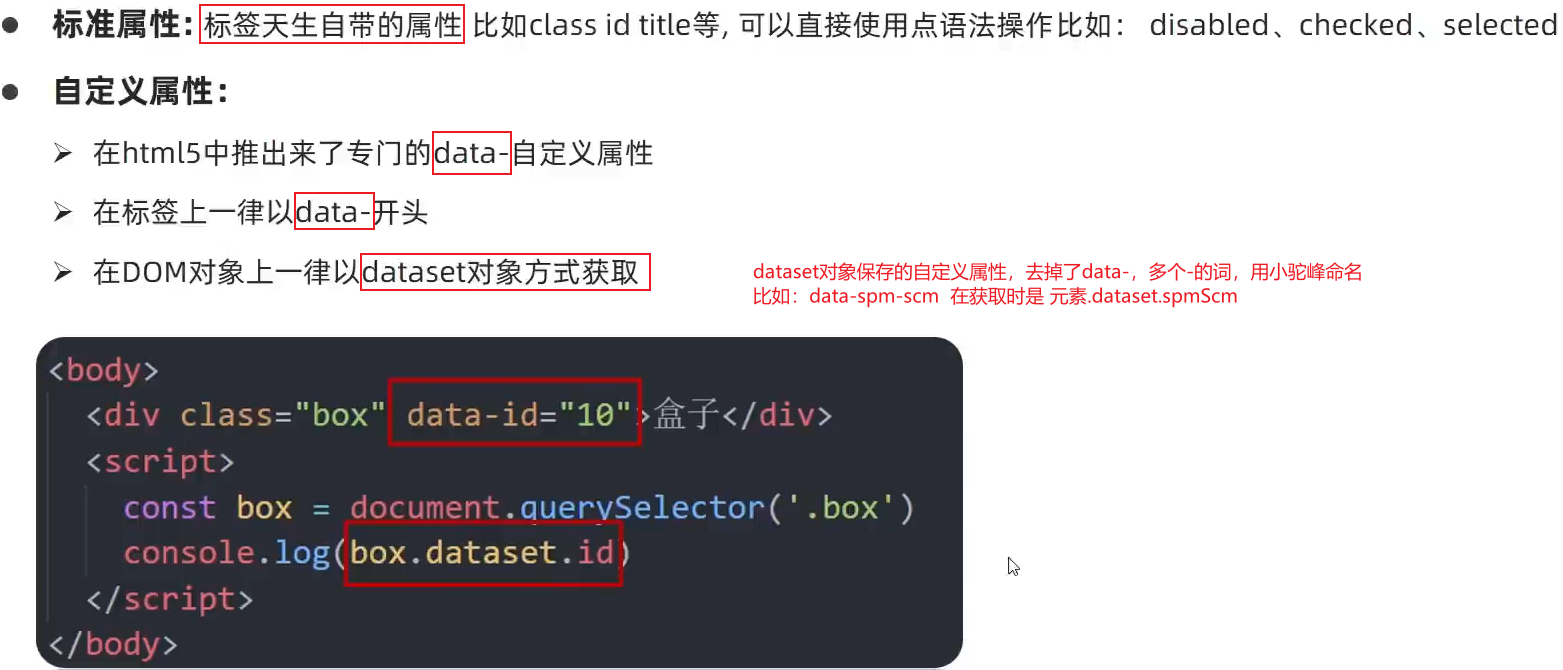 标准属性: 标签天生自带的属性 比如class id title等, 可以直接使用点语法操作比如： disabled、checked、selected
自定义属性：
在html5中推出来了专门的data-自定义属性
在标签上一律以data-开头
在DOM对象上一律以dataset对象方式获取
dataset对象保存的自定义属性，去掉了data-，多个-的词，用小驼峰命名
比如：data-spm-scm 在获取时是 元素.dataset.spmScm
<body>
<div class="box" data-id="10">盒子</div>
<script>
const box = document.querySelector('.box')
console.log(box.dataset.id)
</script>
</body>